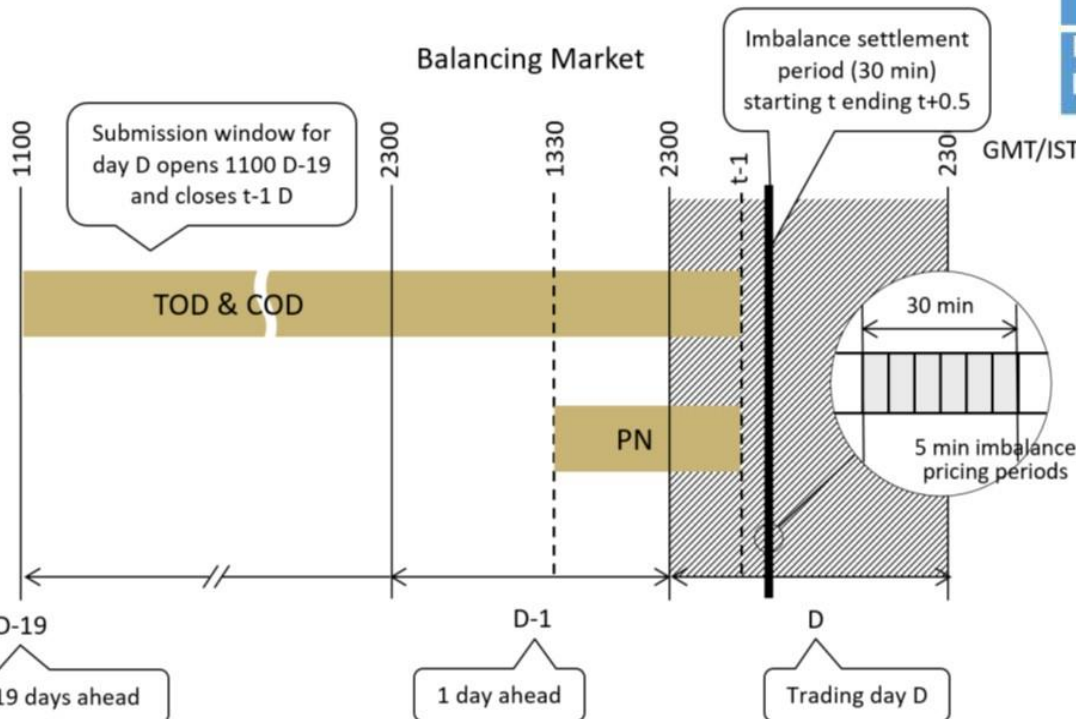 Balancing Market
Imbalance settlement
period (30 min)
starting t ending t+0.5
Submission window for
day D opens 1100 D-19
and closes t-1 D
1100
2300
1330
2300
t-1
230
GMT/IST
TOD & COD
30 min
PN
5 min imbalance
pricing periods
D-19
D-1
D
19 days ahead
1 day ahead
Trading day D